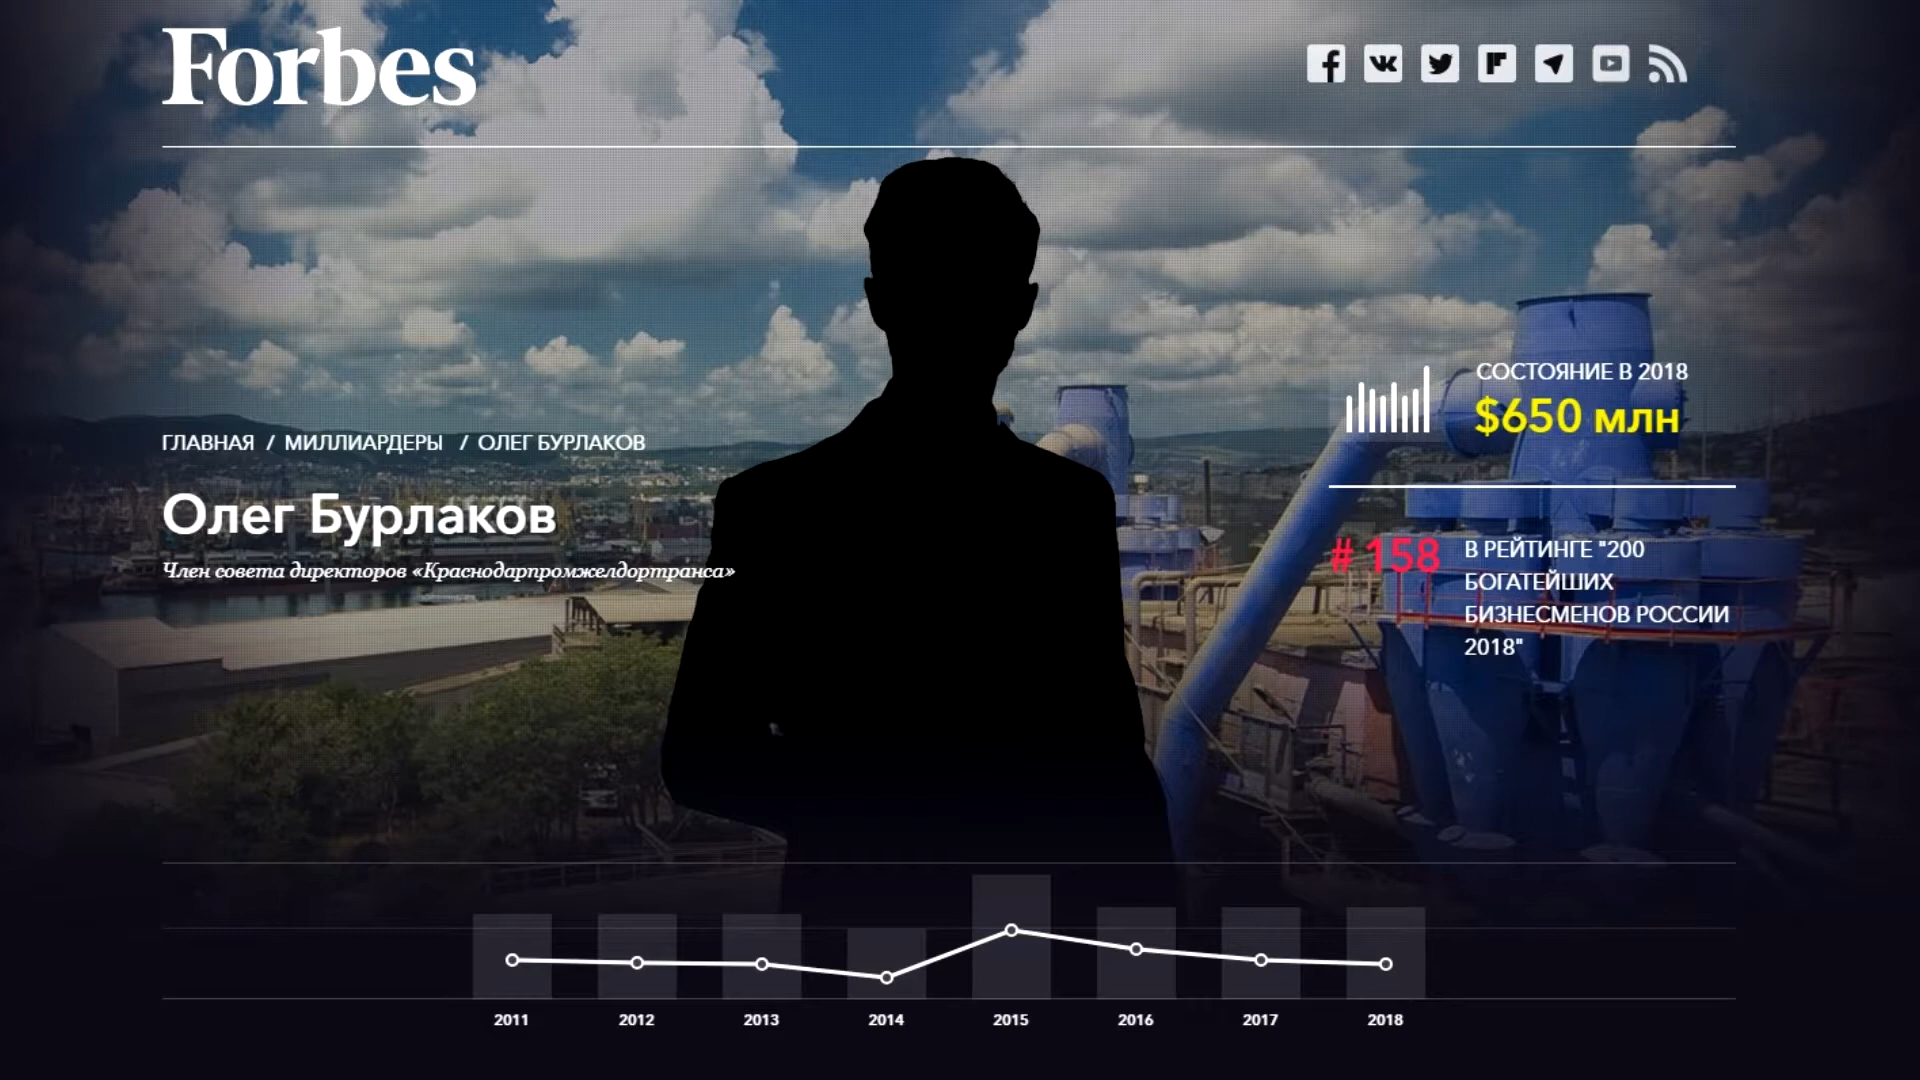 Forbes
ГЛАВНАЯ / МИЛЛИАРДЕРЫ / ОЛЕГ БУРЛАКОВ
Олег Бурлаков
Член совета директоров «Краснодарпромжелдортранса»
СОСТОЯНИЕ В 2018
$650 млн
#158
В РЕЙТИНГЕ "200
БОГАТЕЙШИХ
БИЗНЕСМЕНОВ РОССИИ
2018"
2011 2012 2013 2014 2015 2016 2017 2018